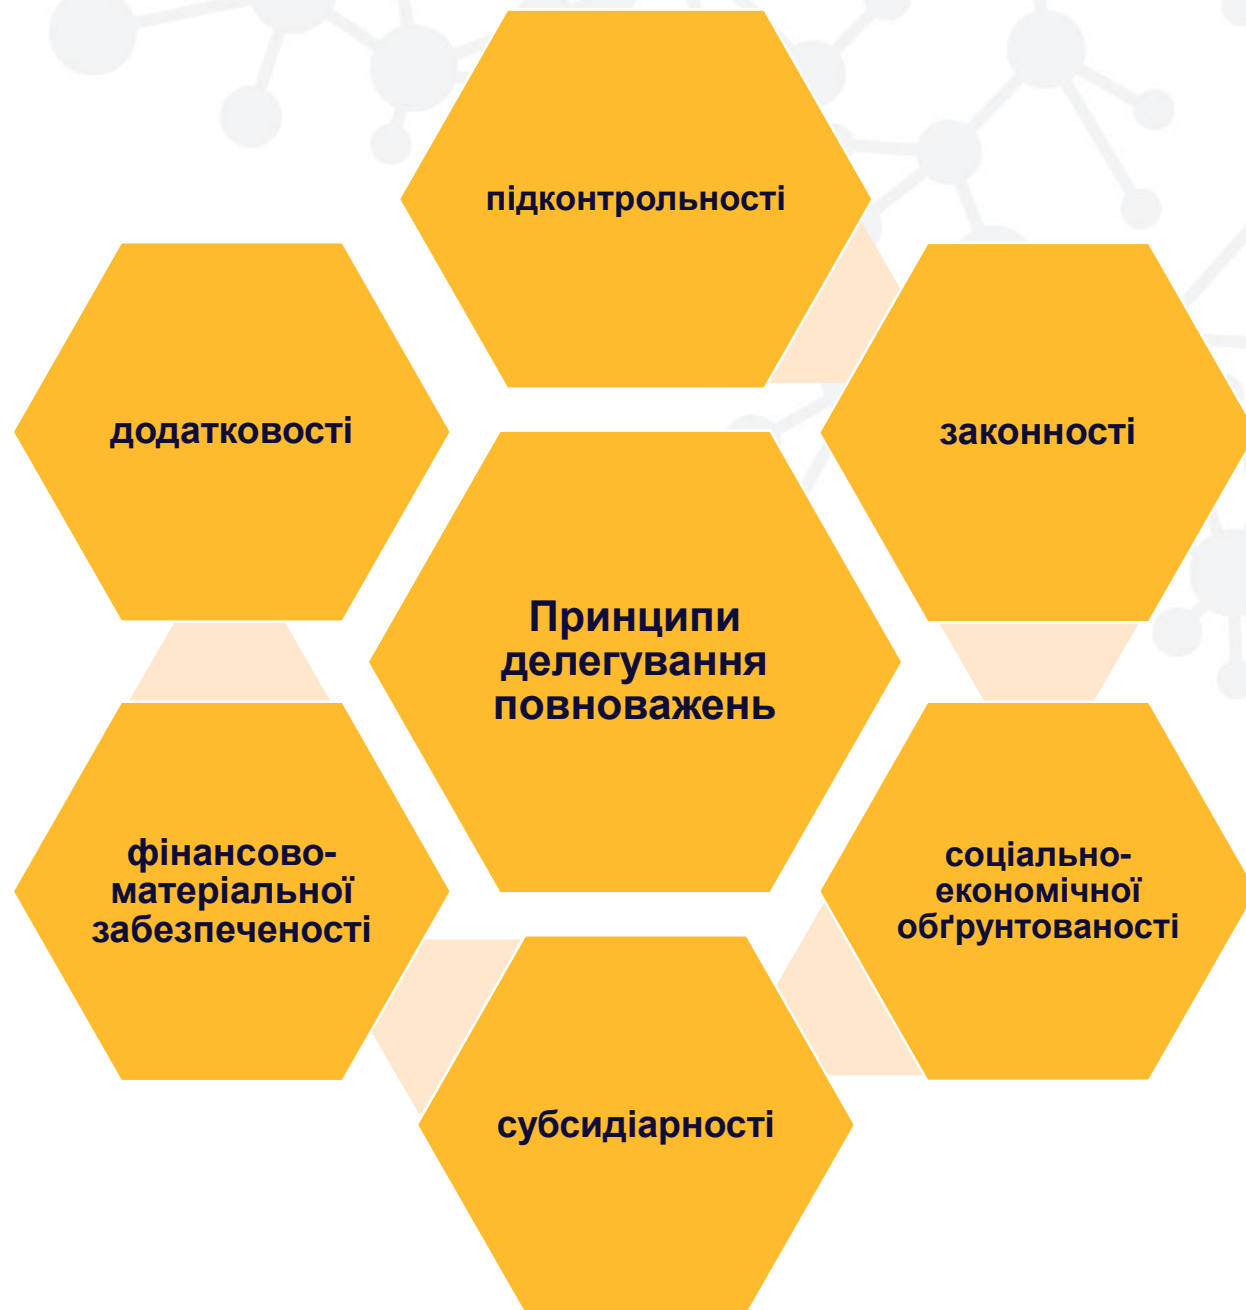 підконтрольності
додатковості
законності
Принципи
делегування
повноважень
фінансово-
матеріальної
забезпеченості
соціально-
економічної
обґрунтованості
субсидіарності